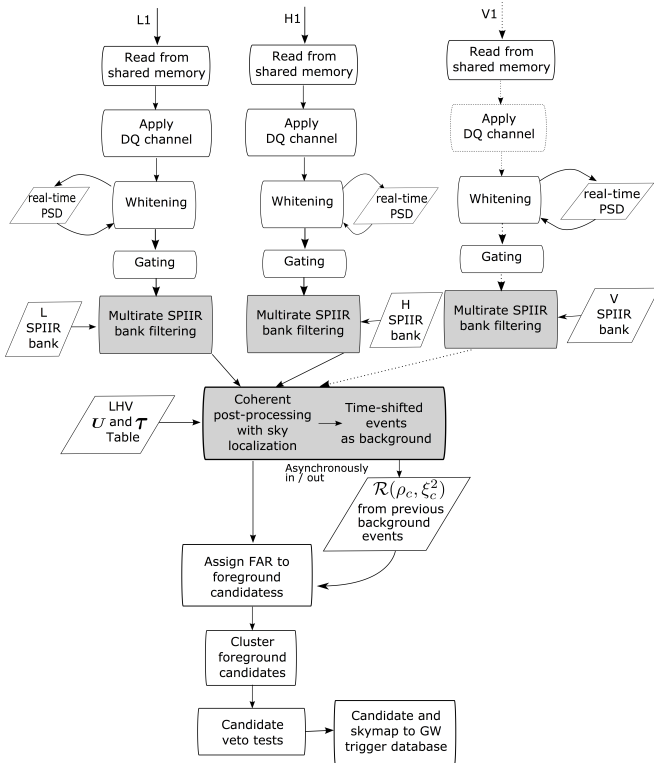 L1
H1
V1
Read from
shared memory
Read from
shared memory
Read from
shared memory
Apply
DQ channel
Apply
DQ channel
Apply
DQ channel
real-time
PSD
Whitening
Whitening
real-time
PSD
Whitening
real-time
PSD
Gating
Gating
Gating
L
SPIIR
bank
Multirate SPIIR
bank filtering
Multirate SPIIR
bank filtering
H
SPIIR
bank
Multirate SPIIR
bank filtering
V
SPIIR
bank
LHV
U and τ
Table
Coherent
post-processing
with sky
localization
Time-shifted
events
as background
Asynchronously
in / out
R(ρc, ξc²)
from previous
background
events
Assign FAR to
foreground
candidatess
Cluster
foreground
candidates
Candidate
veto tests
Candidate and
skymap to GW
trigger database